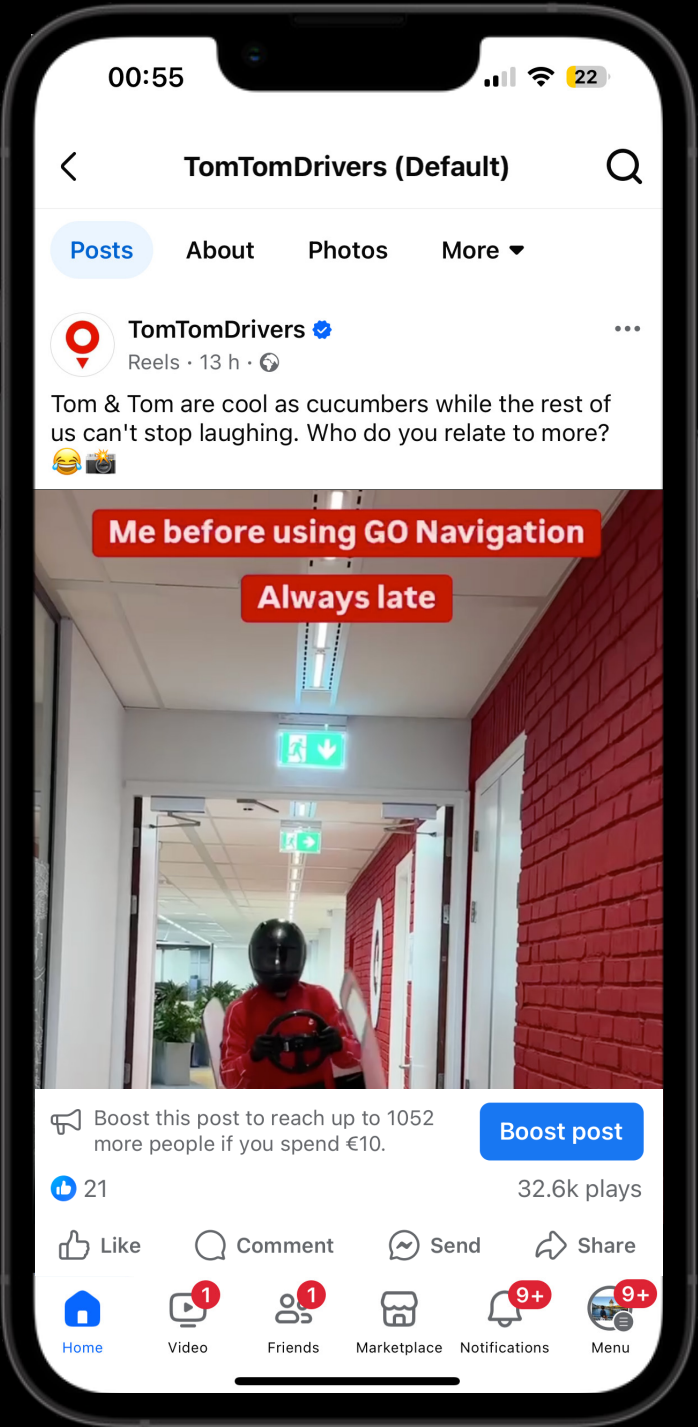 00:55
22
TomTomDrivers (Default)
Posts
About
Photos
More
TomTomDrivers
Reels · 13 h ·
Tom & Tom are cool as cucumbers while the rest of
us can't stop laughing. Who do you relate to more?
😂📸
Me before using GO Navigation
Always late
Boost this post to reach up to 1052
more people if you spend €10.
Boost post
21
32.6k plays
Like
Comment
Send
Share
1
1
9+
9+
Home
Video
Friends
Marketplace
Notifications
Menu